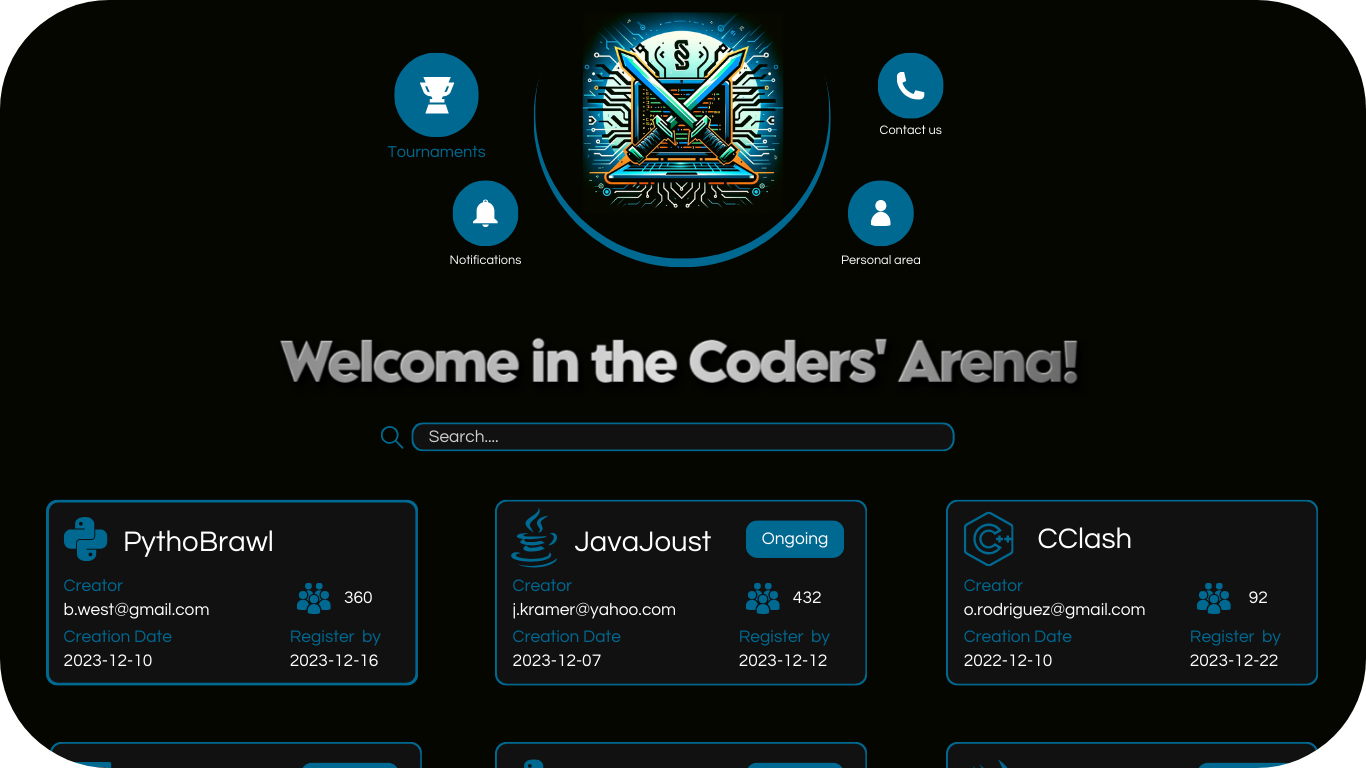 Tournaments
Contact us
Notifications
Personal area
Welcome in the Coders' Arena!
Search....
PythoBrawl
Creator
b.west@gmail.com
360
Creation Date
Register by
2023-12-10
2023-12-16
JavaJoust
Ongoing
Creator
j.kramer@yahoo.com
432
Creation Date
Register by
2023-12-07
2023-12-12
CClash
Creator
o.rodriguez@gmail.com
92
Creation Date
Register by
2022-12-10
2023-12-22